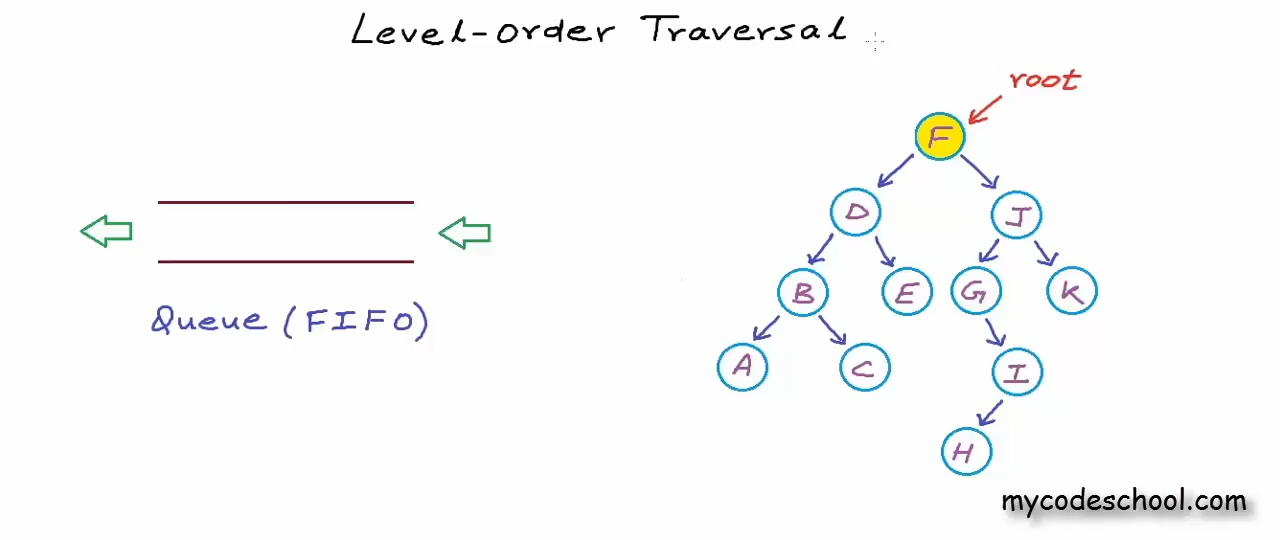 Level-order Traversal
root
F
D J
B E G K
Queue (FIFO)
A C I
H
mycodeschool.com